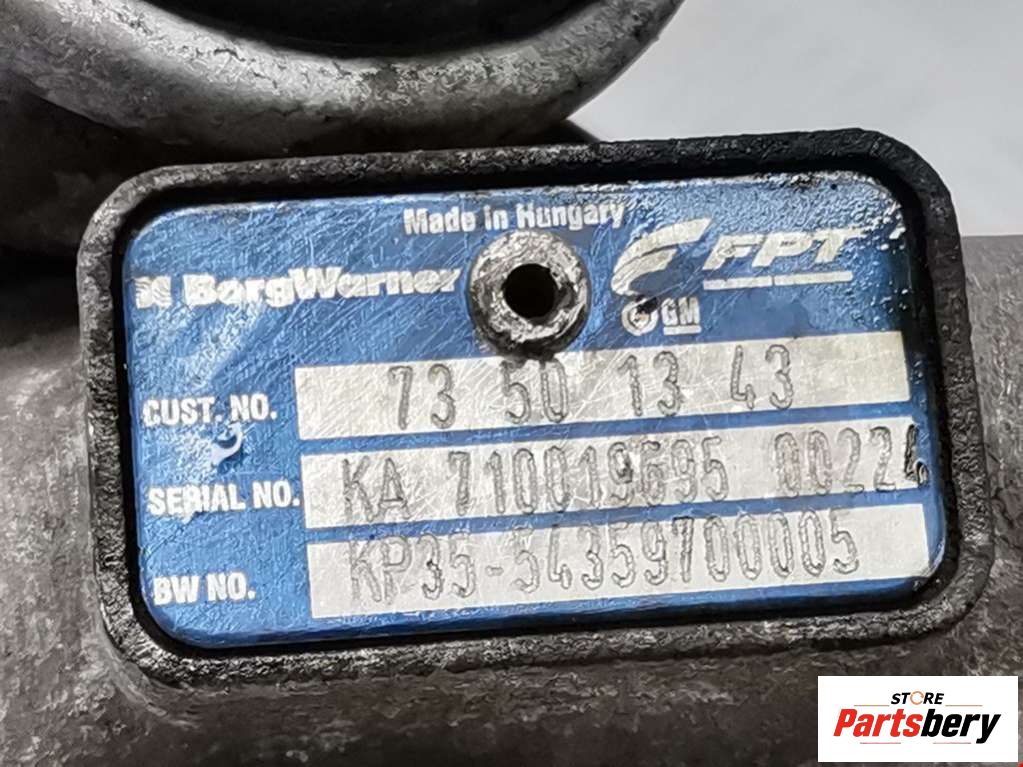 Made in Hungary
BorgWarner
FPT
GM
CUST. NO. 73 50 13 43
SERIAL NO. KA 710019695 00224
BW NO. KP35-54359700005
STORE
Partsbery